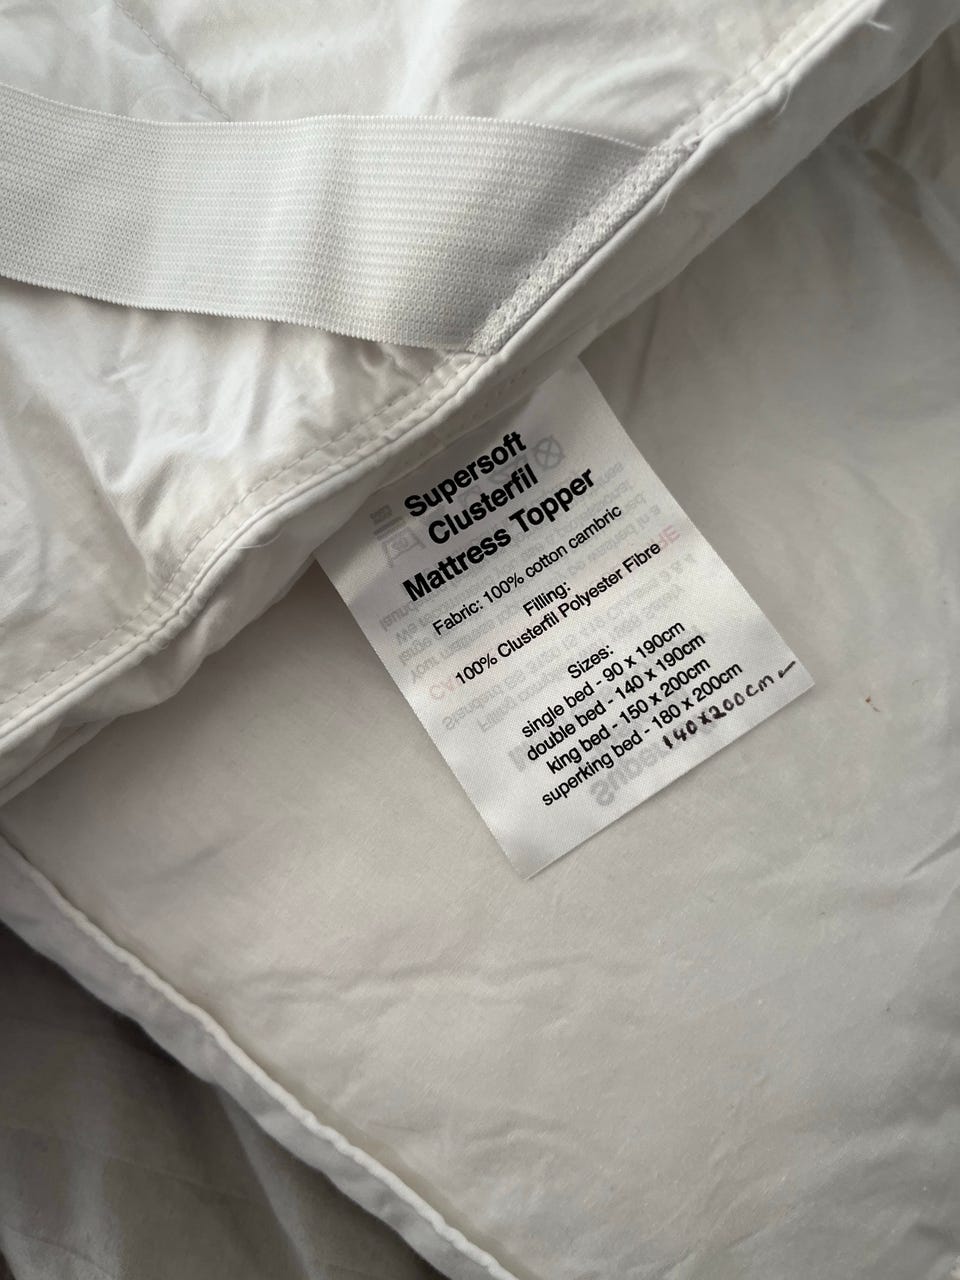 Supersoft
Clusterfil
Mattress Topper
Fabric: 100% cotton cambric
Filling:
100% Clusterfil Polyester Fibre
Sizes:
single bed - 90 x 190cm
double bed - 140 x 190cm
king bed - 150 x 200cm
superking bed - 180 x 200cm
140x200cm